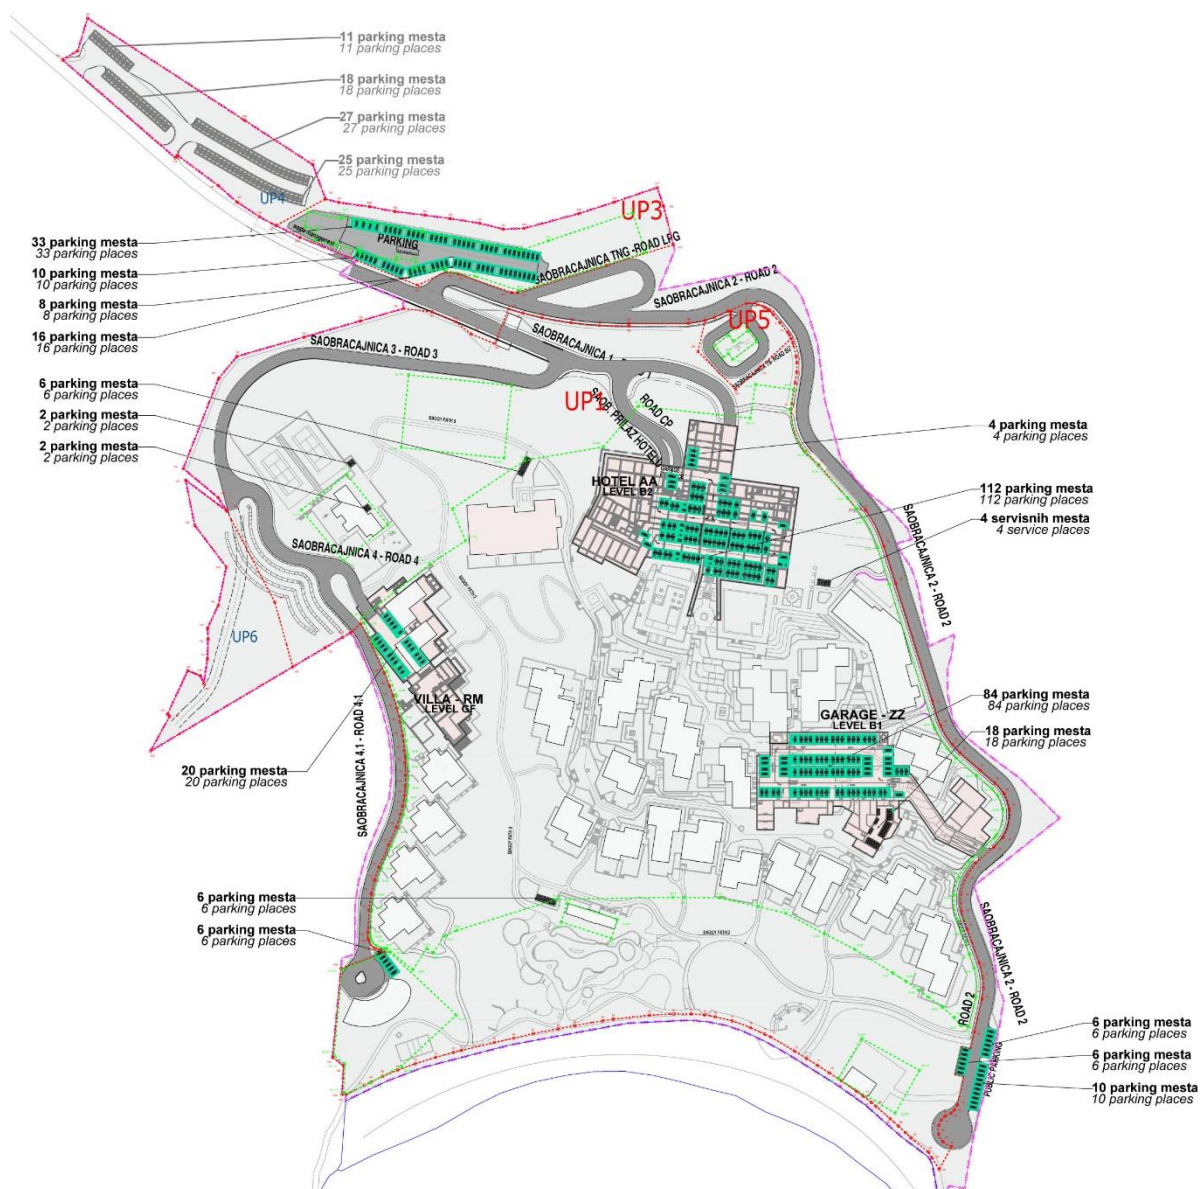 11 parking mesta
11 parking places
18 parking mesta
18 parking places
27 parking mesta
27 parking places
25 parking mesta
25 parking places
UP4
UP3
33 parking mesta
33 parking places
PARKING
10 parking mesta
10 parking places
SAOBRACAJNICA TNG -ROAD LPG
8 parking mesta
8 parking places
SAOBRACAJNICA 2 - ROAD 2
16 parking mesta
16 parking places
UP5
SAOBRACAJNICA 3 - ROAD 3
SAOBRACAJNICA 1 -
6 parking mesta
6 parking places
UP1
SAOB. PRILAZ HOTELU
ROAD CP
2 parking mesta
2 parking places
4 parking mesta
4 parking places
2 parking mesta
2 parking places
HOTEL AA
LEVEL B2
112 parking mesta
112 parking places
4 servisnih mesta
4 service places
SAOBRACAJNICA 2 - ROAD 2
SAOBRACAJNICA 4 - ROAD 4
UP6
VILLA - RM
LEVEL GF
84 parking mesta
84 parking places
GARAGE - ZZ
LEVEL B1
18 parking mesta
18 parking places
SAOBRACAJNICA 4.1 - ROAD 4.1
20 parking mesta
20 parking places
6 parking mesta
6 parking places
6 parking mesta
6 parking places
SAOBRACAJNICA 2 - ROAD 2
ROAD 2
6 parking mesta
6 parking places
6 parking mesta
6 parking places
PUBLIC PARKING
10 parking mesta
10 parking places